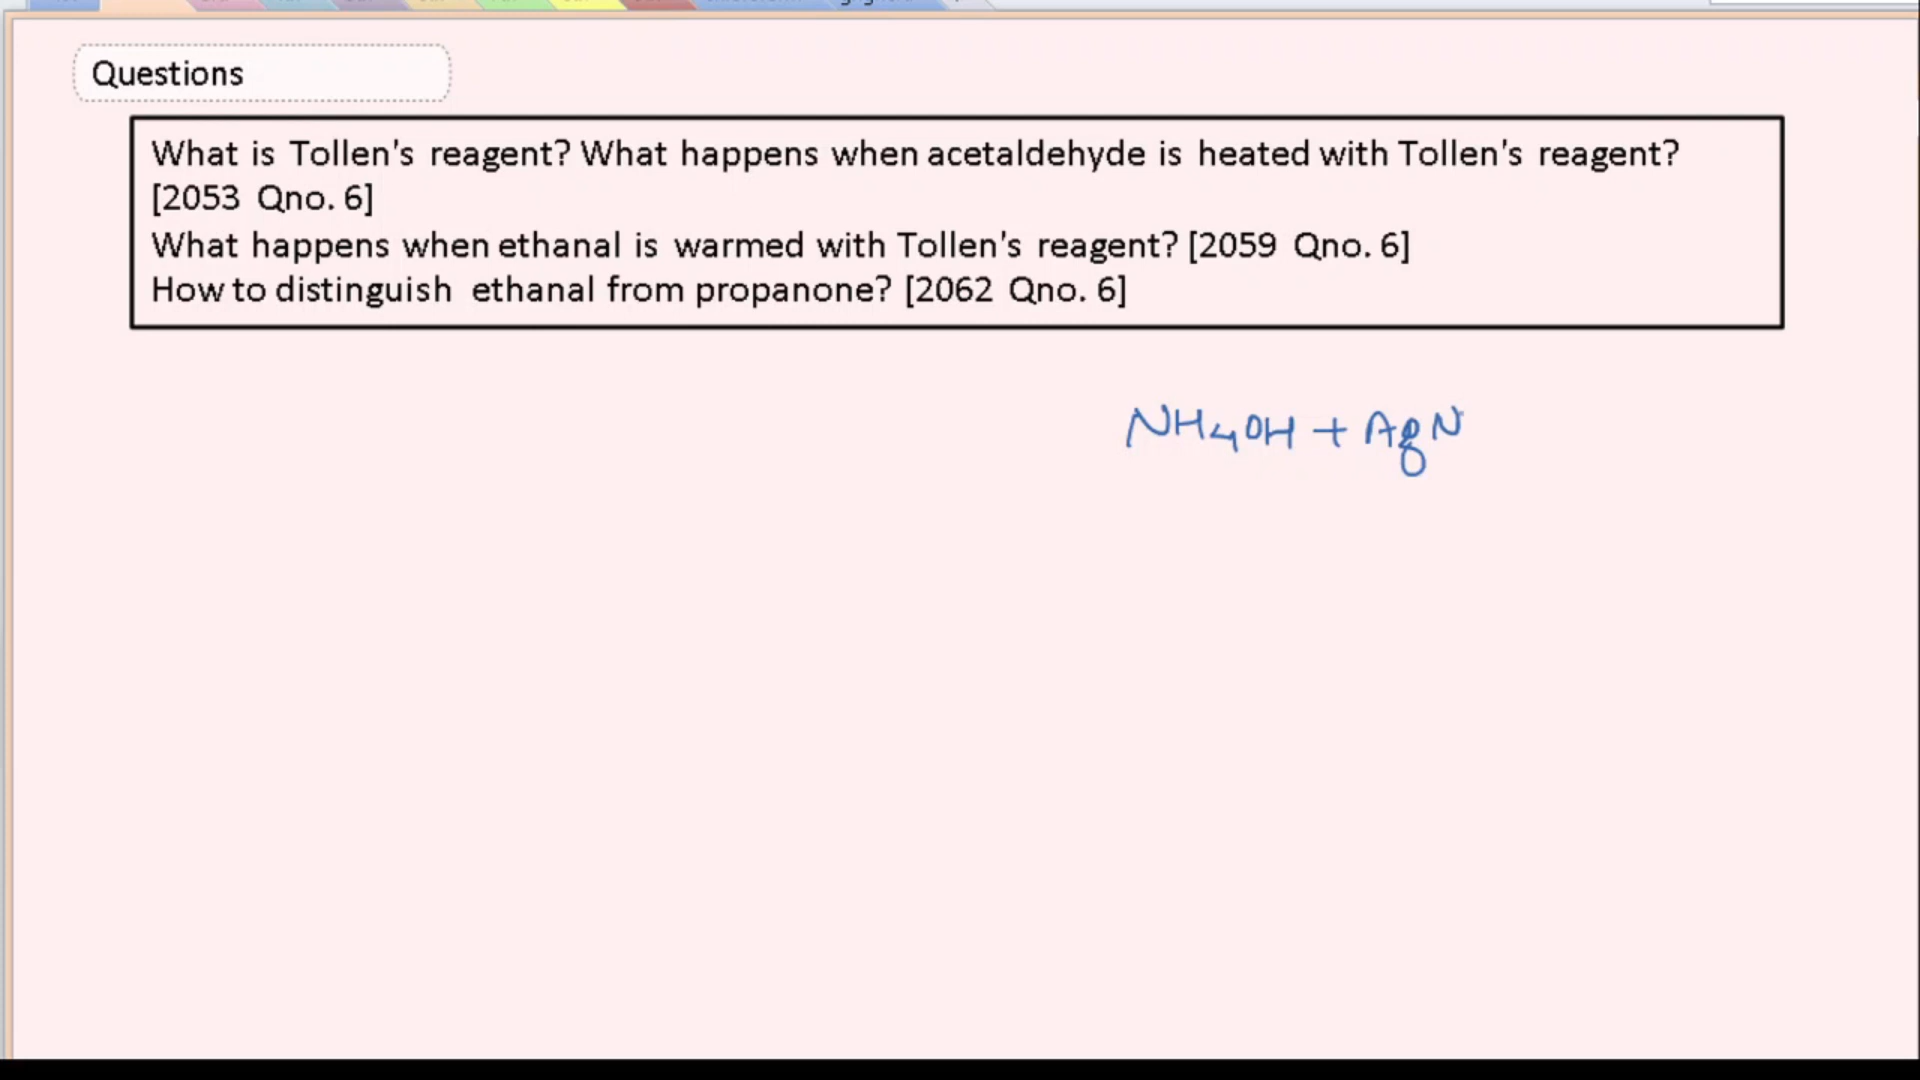 Questions
What is Tollen's reagent? What happens when acetaldehyde is heated with Tollen's reagent?
[2053 Qno. 6]
What happens when ethanal is warmed with Tollen's reagent? [2059 Qno. 6]
How to distinguish ethanal from propanone? [2062 Qno. 6]
NH4OH + AgN